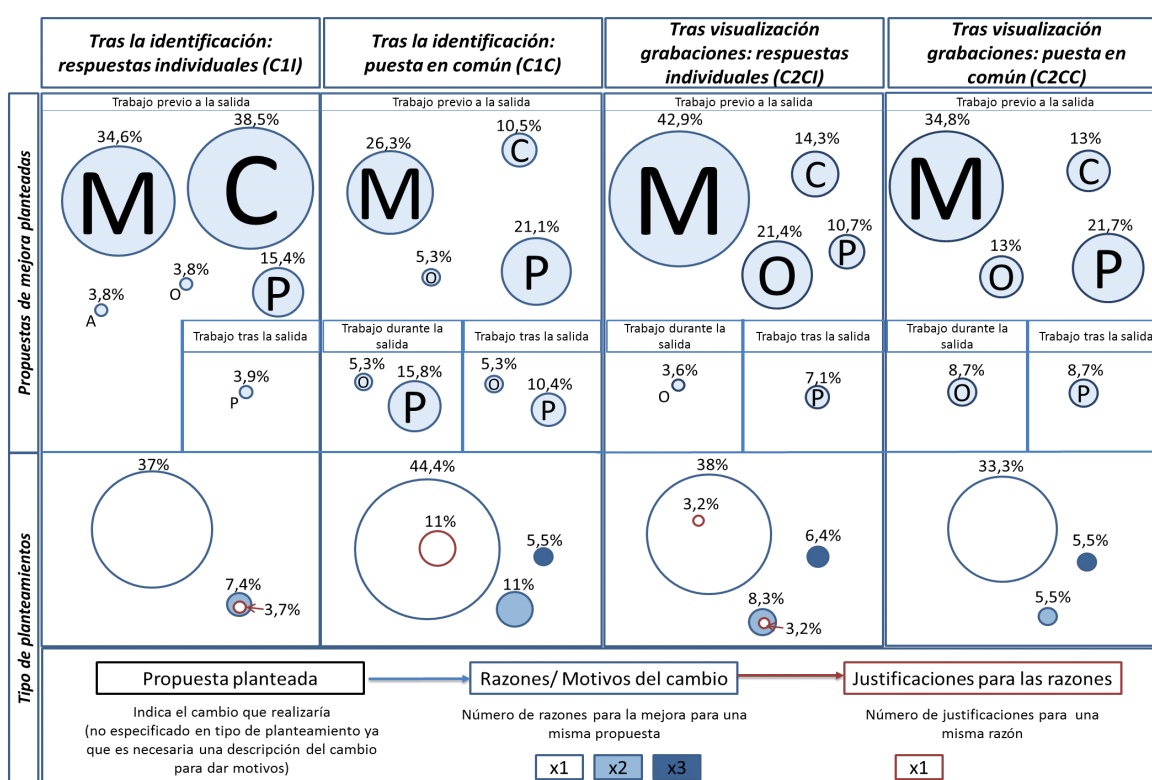 Tras la identificación:
respuestas individuales (C1I)
Tras la identificación:
puesta en común (C1C)
Tras visualización
grabaciones: respuestas
individuales (C2CI)
Tras visualización
grabaciones: puesta en
común (C2CC)
Propuestas de mejora planteadas
Trabajo previo a la salida
34,6%
M
38,5%
C
3,8%
O
3,8%
A
15,4%
P
Trabajo tras la salida
3,9%
P
Trabajo previo a la salida
26,3%
M
10,5%
C
5,3%
O
21,1%
P
Trabajo durante la
salida
5,3%
O
15,8%
P
Trabajo tras la salida
5,3%
O
10,4%
P
Trabajo previo a la salida
42,9%
M
14,3%
C
21,4%
O
10,7%
P
Trabajo durante la
salida
3,6%
O
Trabajo tras la salida
7,1%
P
Trabajo previo a la salida
34,8%
M
13%
C
13%
O
21,7%
P
Trabajo durante la
salida
8,7%
O
Trabajo tras la salida
8,7%
P
Tipo de planteamientos
37%
7,4%
3,7%
44,4%
11%
5,5%
11%
38%
3,2%
6,4%
8,3%
3,2%
33,3%
5,5%
5,5%
Propuesta planteada
Indica el cambio que realizaría
(no especificado en tipo de planteamiento ya
que es necesaria una descripción del cambio
para dar motivos)
Razones/ Motivos del cambio
Número de razones para la mejora para una
misma propuesta
x1
x2
x3
Justificaciones para las razones
Número de justificaciones para una
misma razón
x1